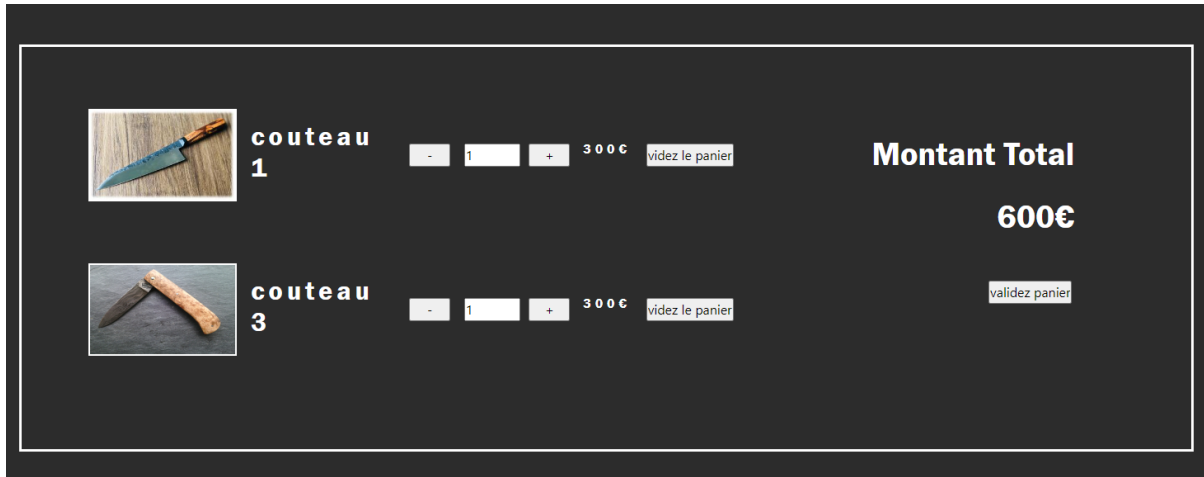 couteau
1
- 1 + 300€ videz le panier
couteau
3
- 1 + 300€ videz le panier
Montant Total
600€
validez panier